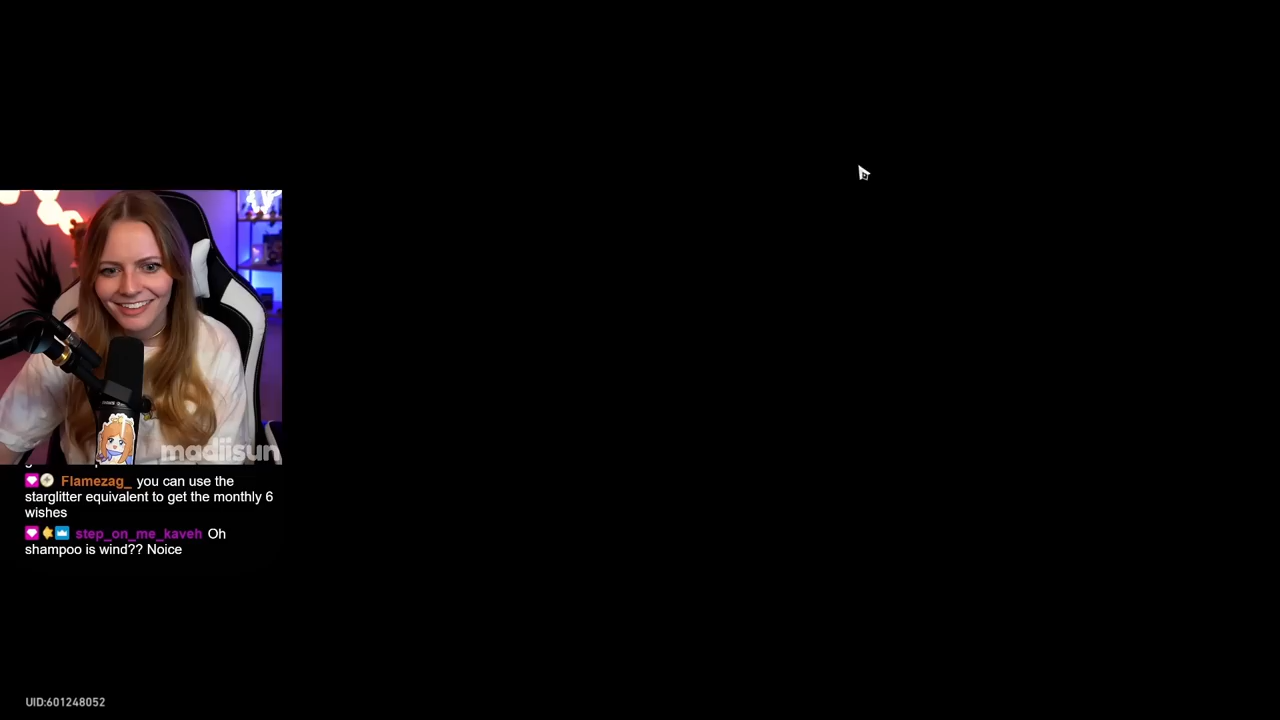 madiisun
Flamezag_ you can use the
starglitter equivalent to get the monthly 6
wishes
step_on_me_kaveh Oh
shampoo is wind?? Noice
UID:601248052